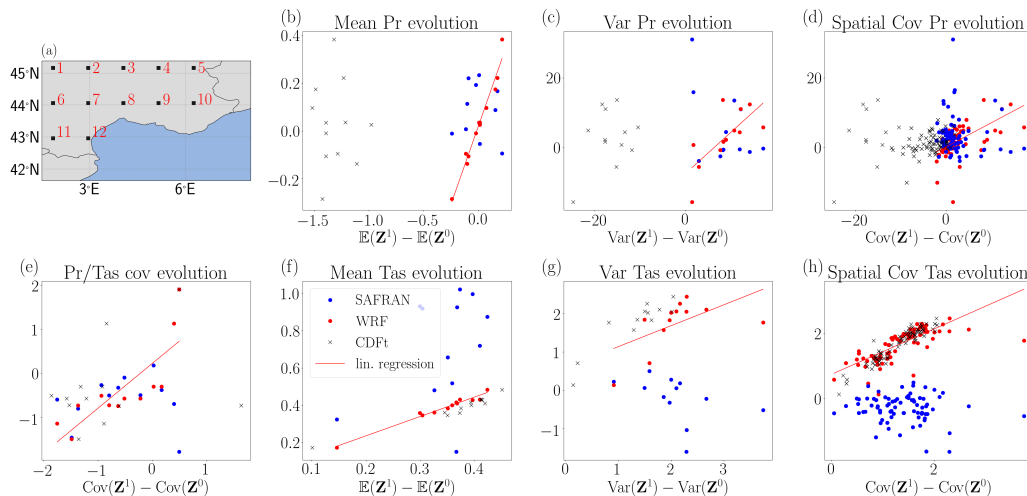 (a)
45°N
44°N
43°N
42°N
3°E
6°E
1 2 3 4 5
6 7 8 9 10
11 12
(b) Mean Pr evolution
0.4
0.2
0.0
−0.2
−1.5 −1.0 −0.5 0.0
𝔼(Z¹) − 𝔼(Z⁰)
(c) Var Pr evolution
20
0
−20 0
Var(Z¹) − Var(Z⁰)
(d) Spatial Cov Pr evolution
20
0
−20 0
Cov(Z¹) − Cov(Z⁰)
(e) Pr/Tas cov evolution
2
1
0
−1
−2 −1 0 1
Cov(Z¹) − Cov(Z⁰)
(f) Mean Tas evolution
1.0
0.8
0.6
0.4
0.2
SAFRAN
WRF
CDFt
lin. regression
0.1 0.2 0.3 0.4
𝔼(Z¹) − 𝔼(Z⁰)
(g) Var Tas evolution
2
1
0
−1
0 2 4
Var(Z¹) − Var(Z⁰)
(h) Spatial Cov Tas evolution
2
0
0 2
Cov(Z¹) − Cov(Z⁰)